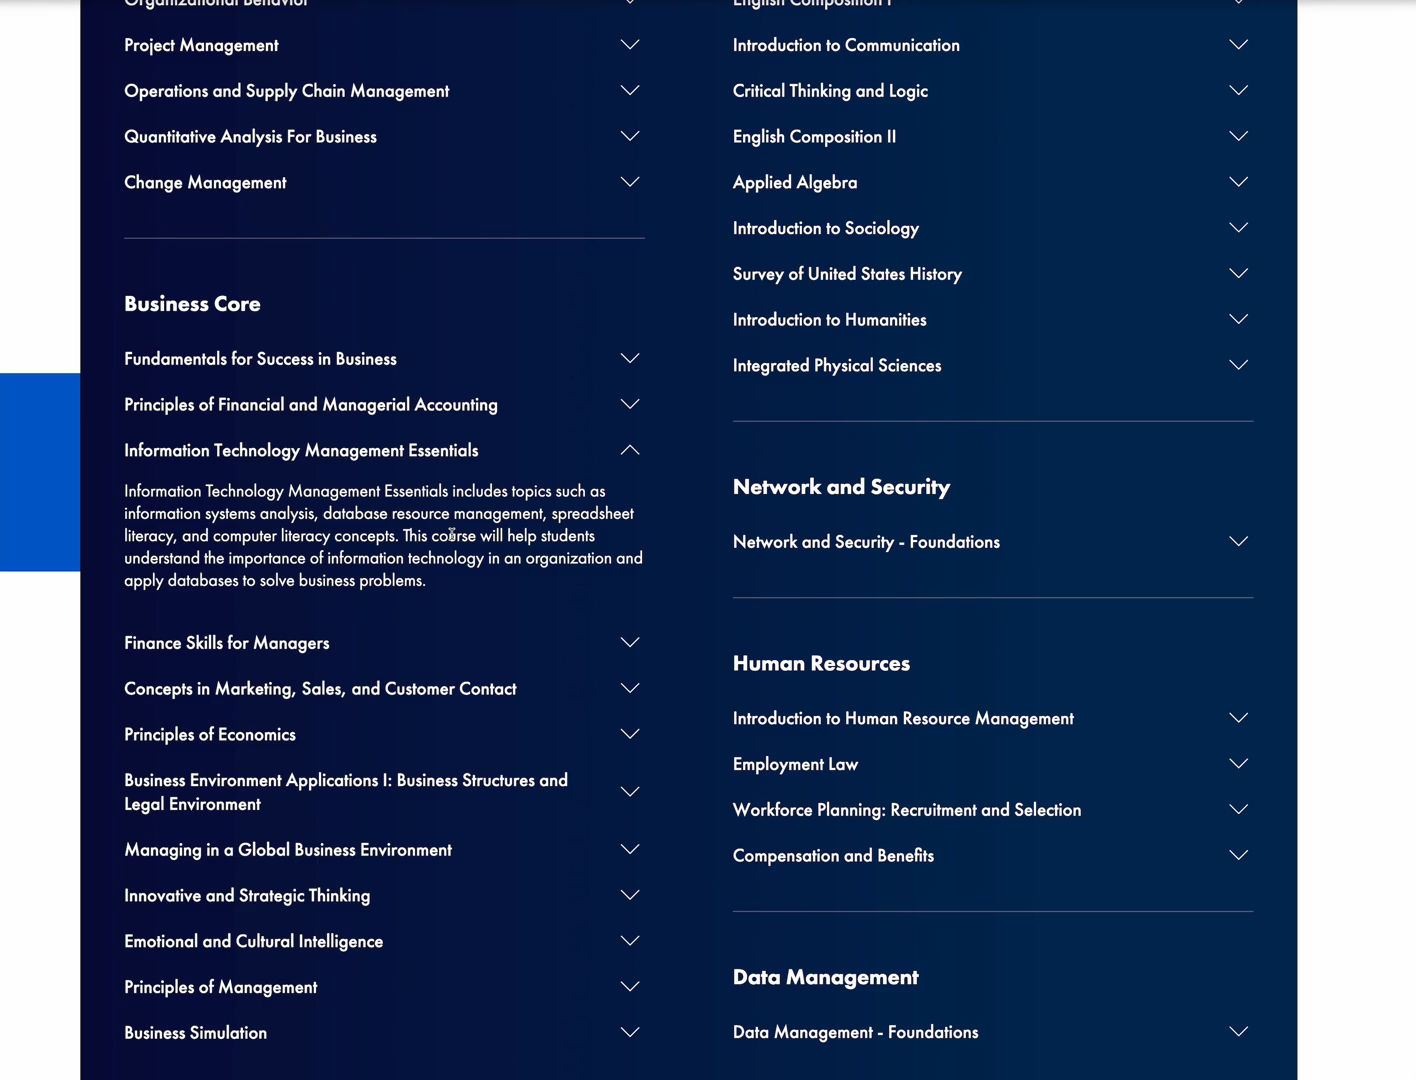 Organizational Behavior
Project Management
Operations and Supply Chain Management
Quantitative Analysis For Business
Change Management
Business Core
Fundamentals for Success in Business
Principles of Financial and Managerial Accounting
Information Technology Management Essentials
Information Technology Management Essentials includes topics such as
information systems analysis, database resource management, spreadsheet
literacy, and computer literacy concepts. This course will help students
understand the importance of information technology in an organization and
apply databases to solve business problems.
Finance Skills for Managers
Concepts in Marketing, Sales, and Customer Contact
Principles of Economics
Business Environment Applications I: Business Structures and
Legal Environment
Managing in a Global Business Environment
Innovative and Strategic Thinking
Emotional and Cultural Intelligence
Principles of Management
Business Simulation
English Composition I
Introduction to Communication
Critical Thinking and Logic
English Composition II
Applied Algebra
Introduction to Sociology
Survey of United States History
Introduction to Humanities
Integrated Physical Sciences
Network and Security
Network and Security - Foundations
Human Resources
Introduction to Human Resource Management
Employment Law
Workforce Planning: Recruitment and Selection
Compensation and Benefits
Data Management
Data Management - Foundations